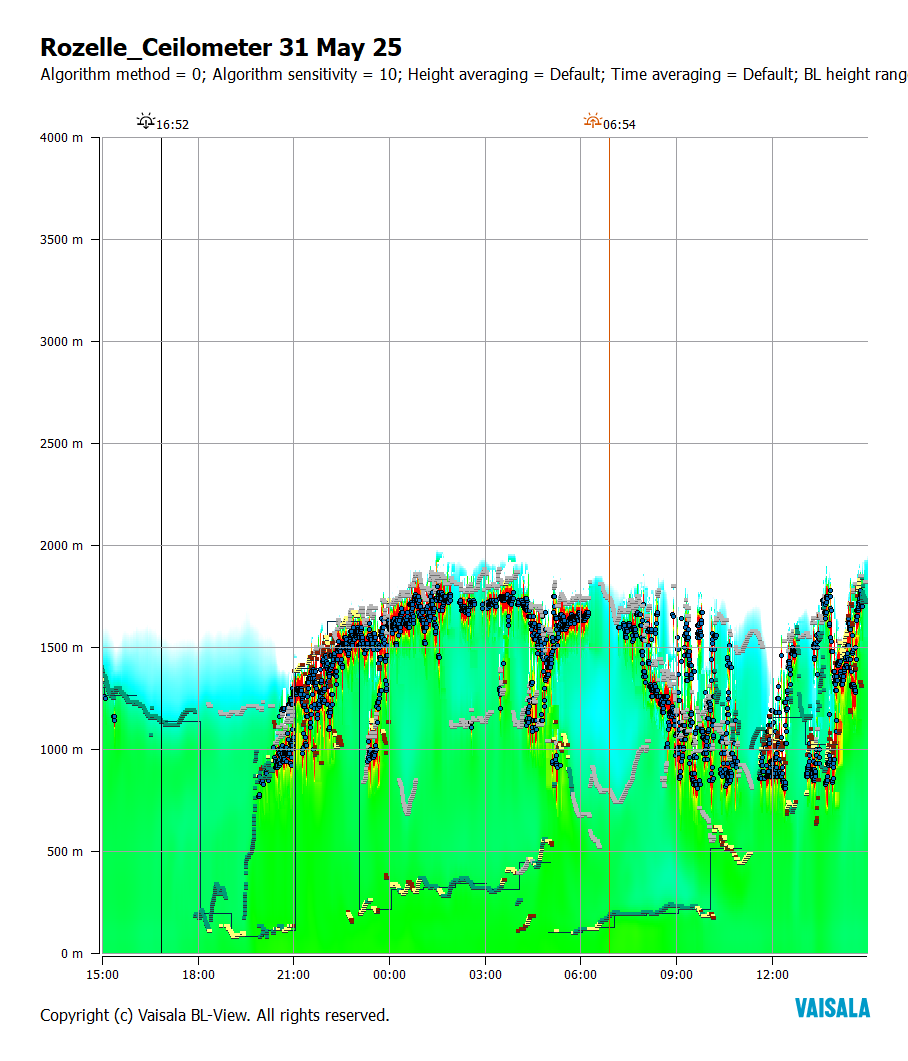 Rozelle_Ceilometer 31 May 25
Algorithm method = 0; Algorithm sensitivity = 10; Height averaging = Default; Time averaging = Default; BL height rang
16:52 06:54
4000 m
3500 m
3000 m
2500 m
2000 m
1500 m
1000 m
500 m
0 m
15:00 18:00 21:00 00:00 03:00 06:00 09:00 12:00
Copyright (c) Vaisala BL-View. All rights reserved.
VAISALA